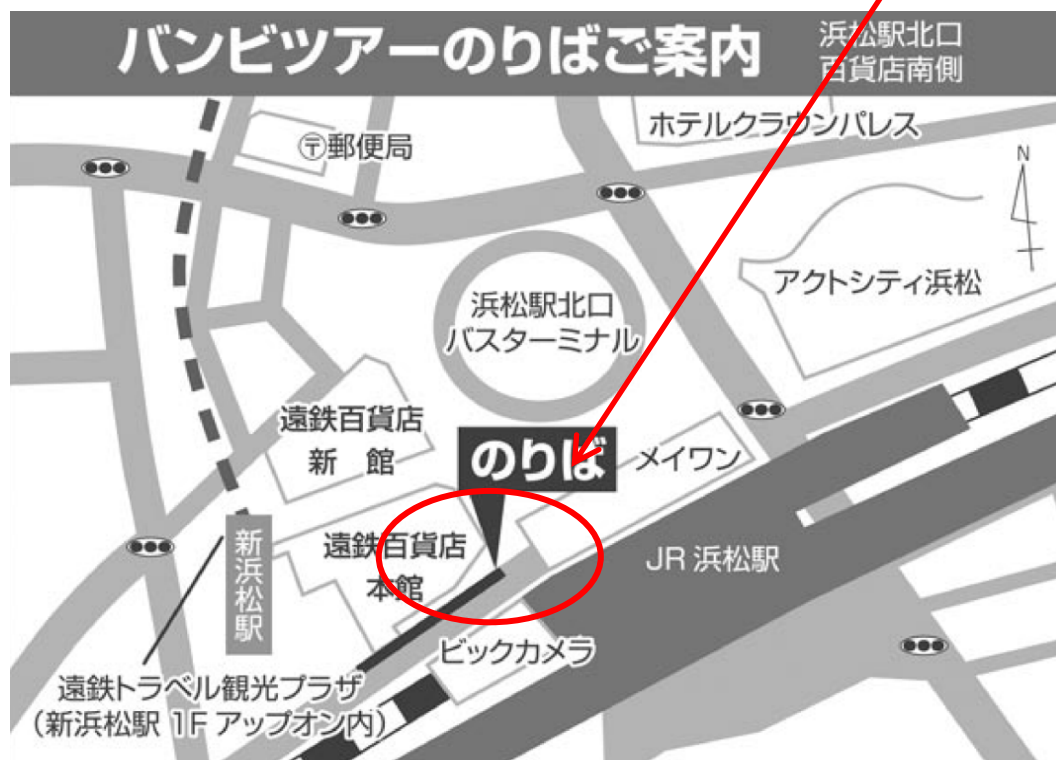 バンビツアーのりばご案内
浜松駅北口
百貨店南側
〒郵便局
ホテルクラウンパレス
N
アクトシティ浜松
浜松駅北口
バスターミナル
遠鉄百貨店
新 館
のりば
メイワン
遠鉄百貨店
本館
新浜松駅
JR 浜松駅
ビックカメラ
遠鉄トラベル観光プラザ
(新浜松駅 1F アップオン内)